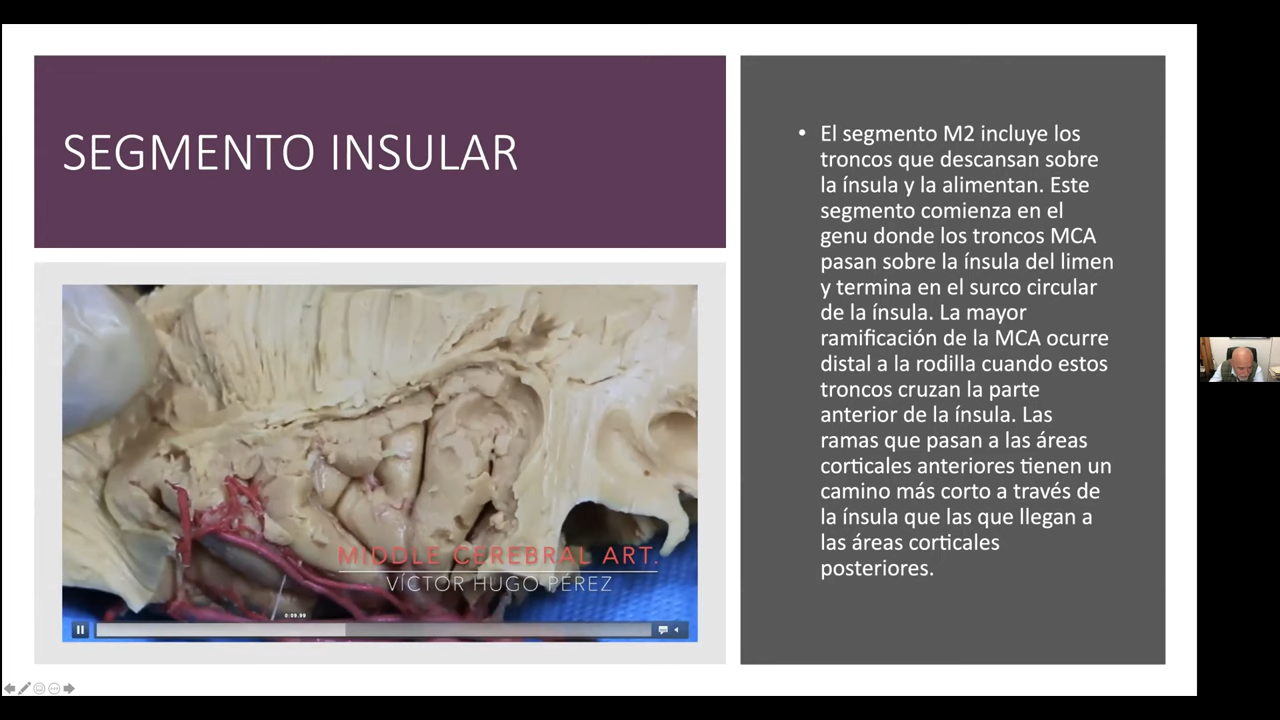 SEGMENTO INSULAR
• El segmento M2 incluye los
troncos que descansan sobre
la ínsula y la alimentan. Este
segmento comienza en el
genu donde los troncos MCA
pasan sobre la ínsula del limen
y termina en el surco circular
de la ínsula. La mayor
ramificación de la MCA ocurre
distal a la rodilla cuando estos
troncos cruzan la parte
anterior de la ínsula. Las
ramas que pasan a las áreas
corticales anteriores tienen un
camino más corto a través de
la ínsula que las que llegan a
las áreas corticales
posteriores.
MIDDLE CEREBRAL ART.
VÍCTOR HUGO PÉREZ
0:09.99